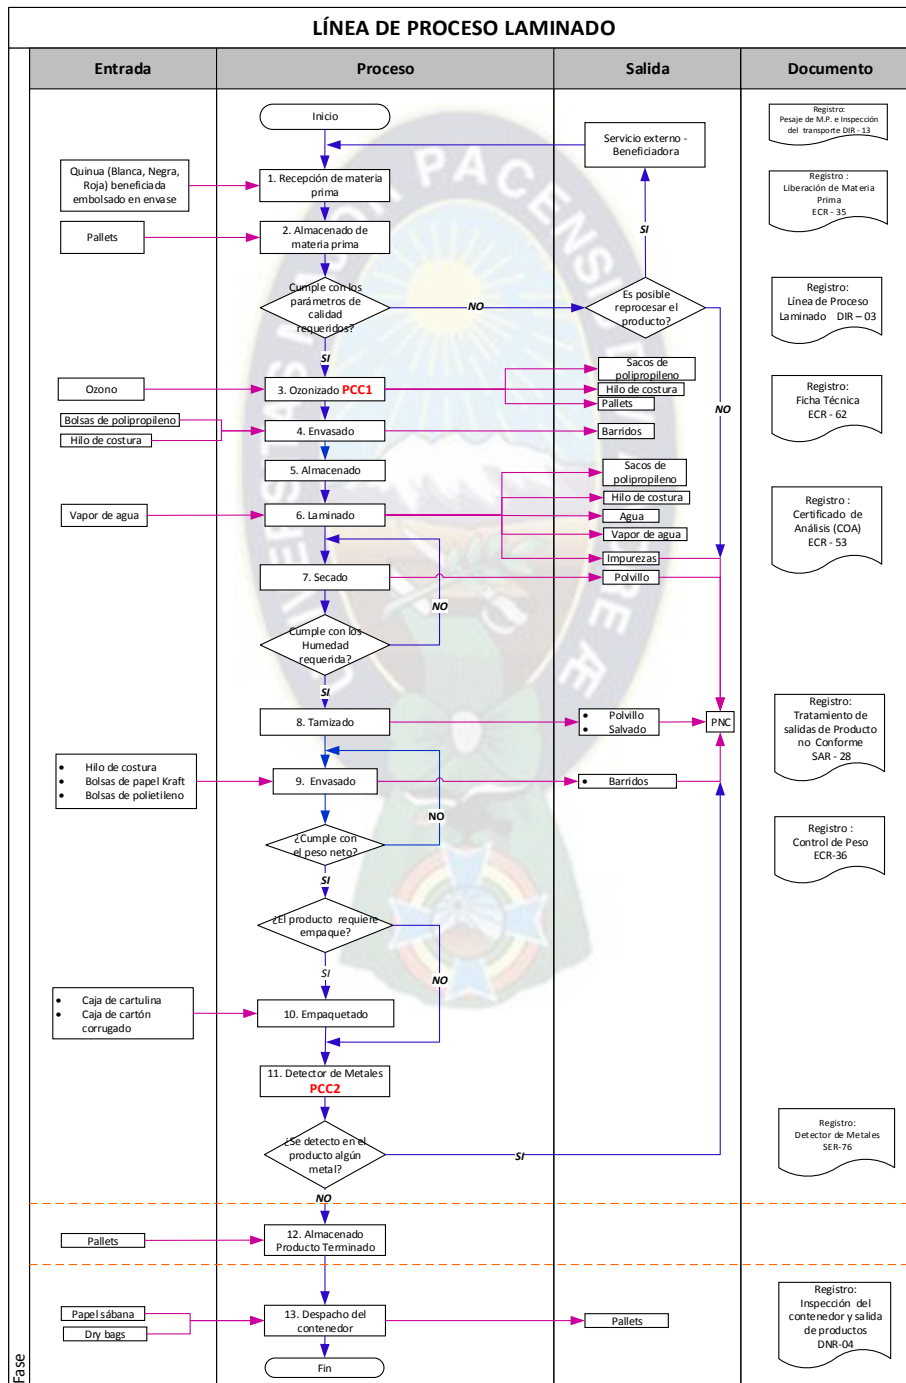 LÍNEA DE PROCESO LAMINADO
Entrada
Proceso
Salida
Documento
Inicio
Servicio externo -
Beneficiadora
Registro:
Pesaje de M.P. e Inspección
del transporte DIR - 13
Quinua (Blanca, Negra,
Roja) beneficiada
embolsado en envase
1. Recepción de materia
prima
Registro :
Liberación de Materia
Prima
ECR - 35
Pallets
2. Almacenado de
materia prima
SI
Cumple con los
parámetros de
calidad
requeridos?
NO
Es posible
reprocesar el
producto?
Registro:
Línea de Proceso
Laminado DIR – 03
SI
NO
Ozono
3. Ozonizado PCC1
Sacos de
polipropileno
Hilo de costura
Pallets
Ficha Técnica
ECR - 62
Bolsas de polipropileno
Hilo de costura
4. Envasado
Barridos
5. Almacenado
Vapor de agua
6. Laminado
Sacos de
polipropileno
Hilo de costura
Agua
Vapor de agua
Impurezas
Registro :
Certificado de
Análisis (COA)
ECR - 53
7. Secado
Polvillo
NO
Cumple con los
Humedad
requerida?
SI
8. Tamizado
• Polvillo
• Salvado
PNC
Registro:
Tratamiento de
salidas de Producto
no Conforme
SAR - 28
• Hilo de costura
• Bolsas de papel Kraft
• Bolsas de polietileno
9. Envasado
• Barridos
NO
¿Cumple con
el peso neto?
Registro :
Control de Peso
ECR-36
SI
¿El producto requiere
empaque?
SI
NO
• Caja de cartulina
• Caja de cartón
corrugado
10. Empaquetado
11. Detector de Metales
PCC2
¿Se detecto en el
producto algún
metal?
SI
Registro:
Detector de Metales
SER-76
NO
Pallets
12. Almacenado
Producto Terminado
Papel sábana
Dry bags
13. Despacho del
contenedor
Pallets
Registro:
Inspección del
contenedor y salida
de productos
DNR-04
Fin
Fase